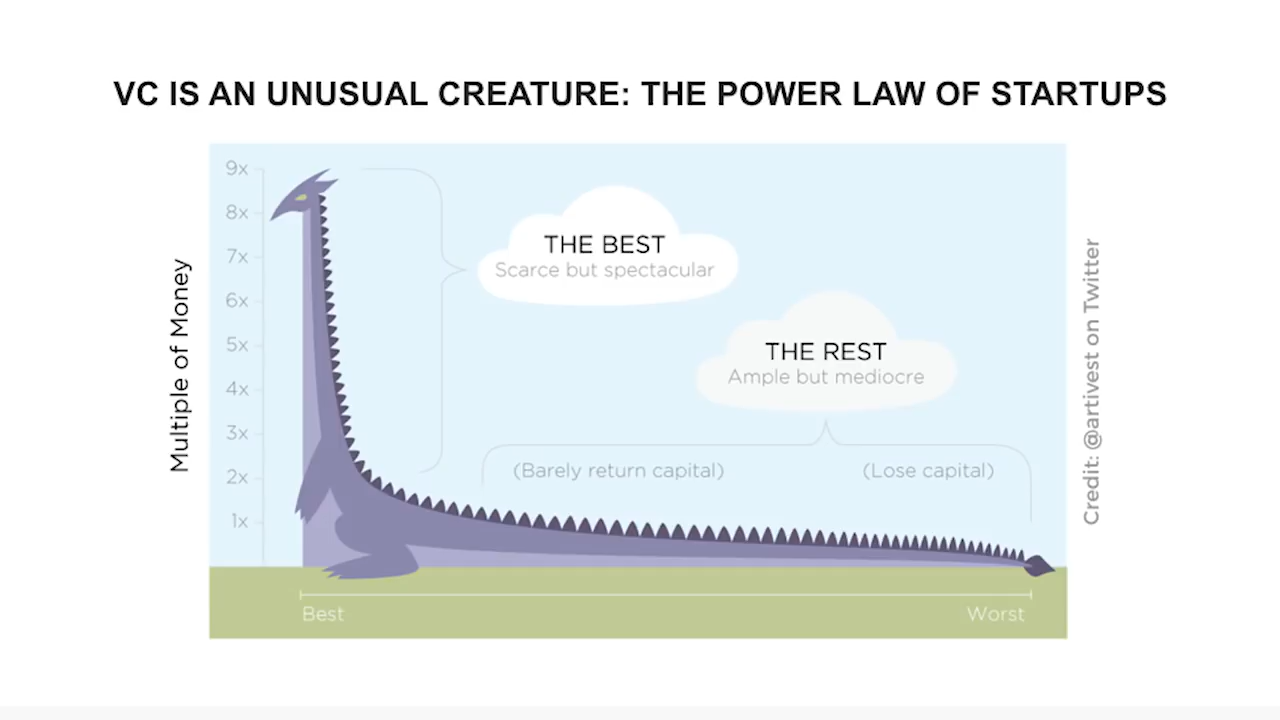 VC IS AN UNUSUAL CREATURE: THE POWER LAW OF STARTUPS
Multiple of Money
9x
8x
7x
6x
5x
4x
3x
2x
1x
THE BEST
Scarce but spectacular
THE REST
Ample but mediocre
(Barely return capital)
(Lose capital)
Best
Worst
Credit: @artivest on Twitter